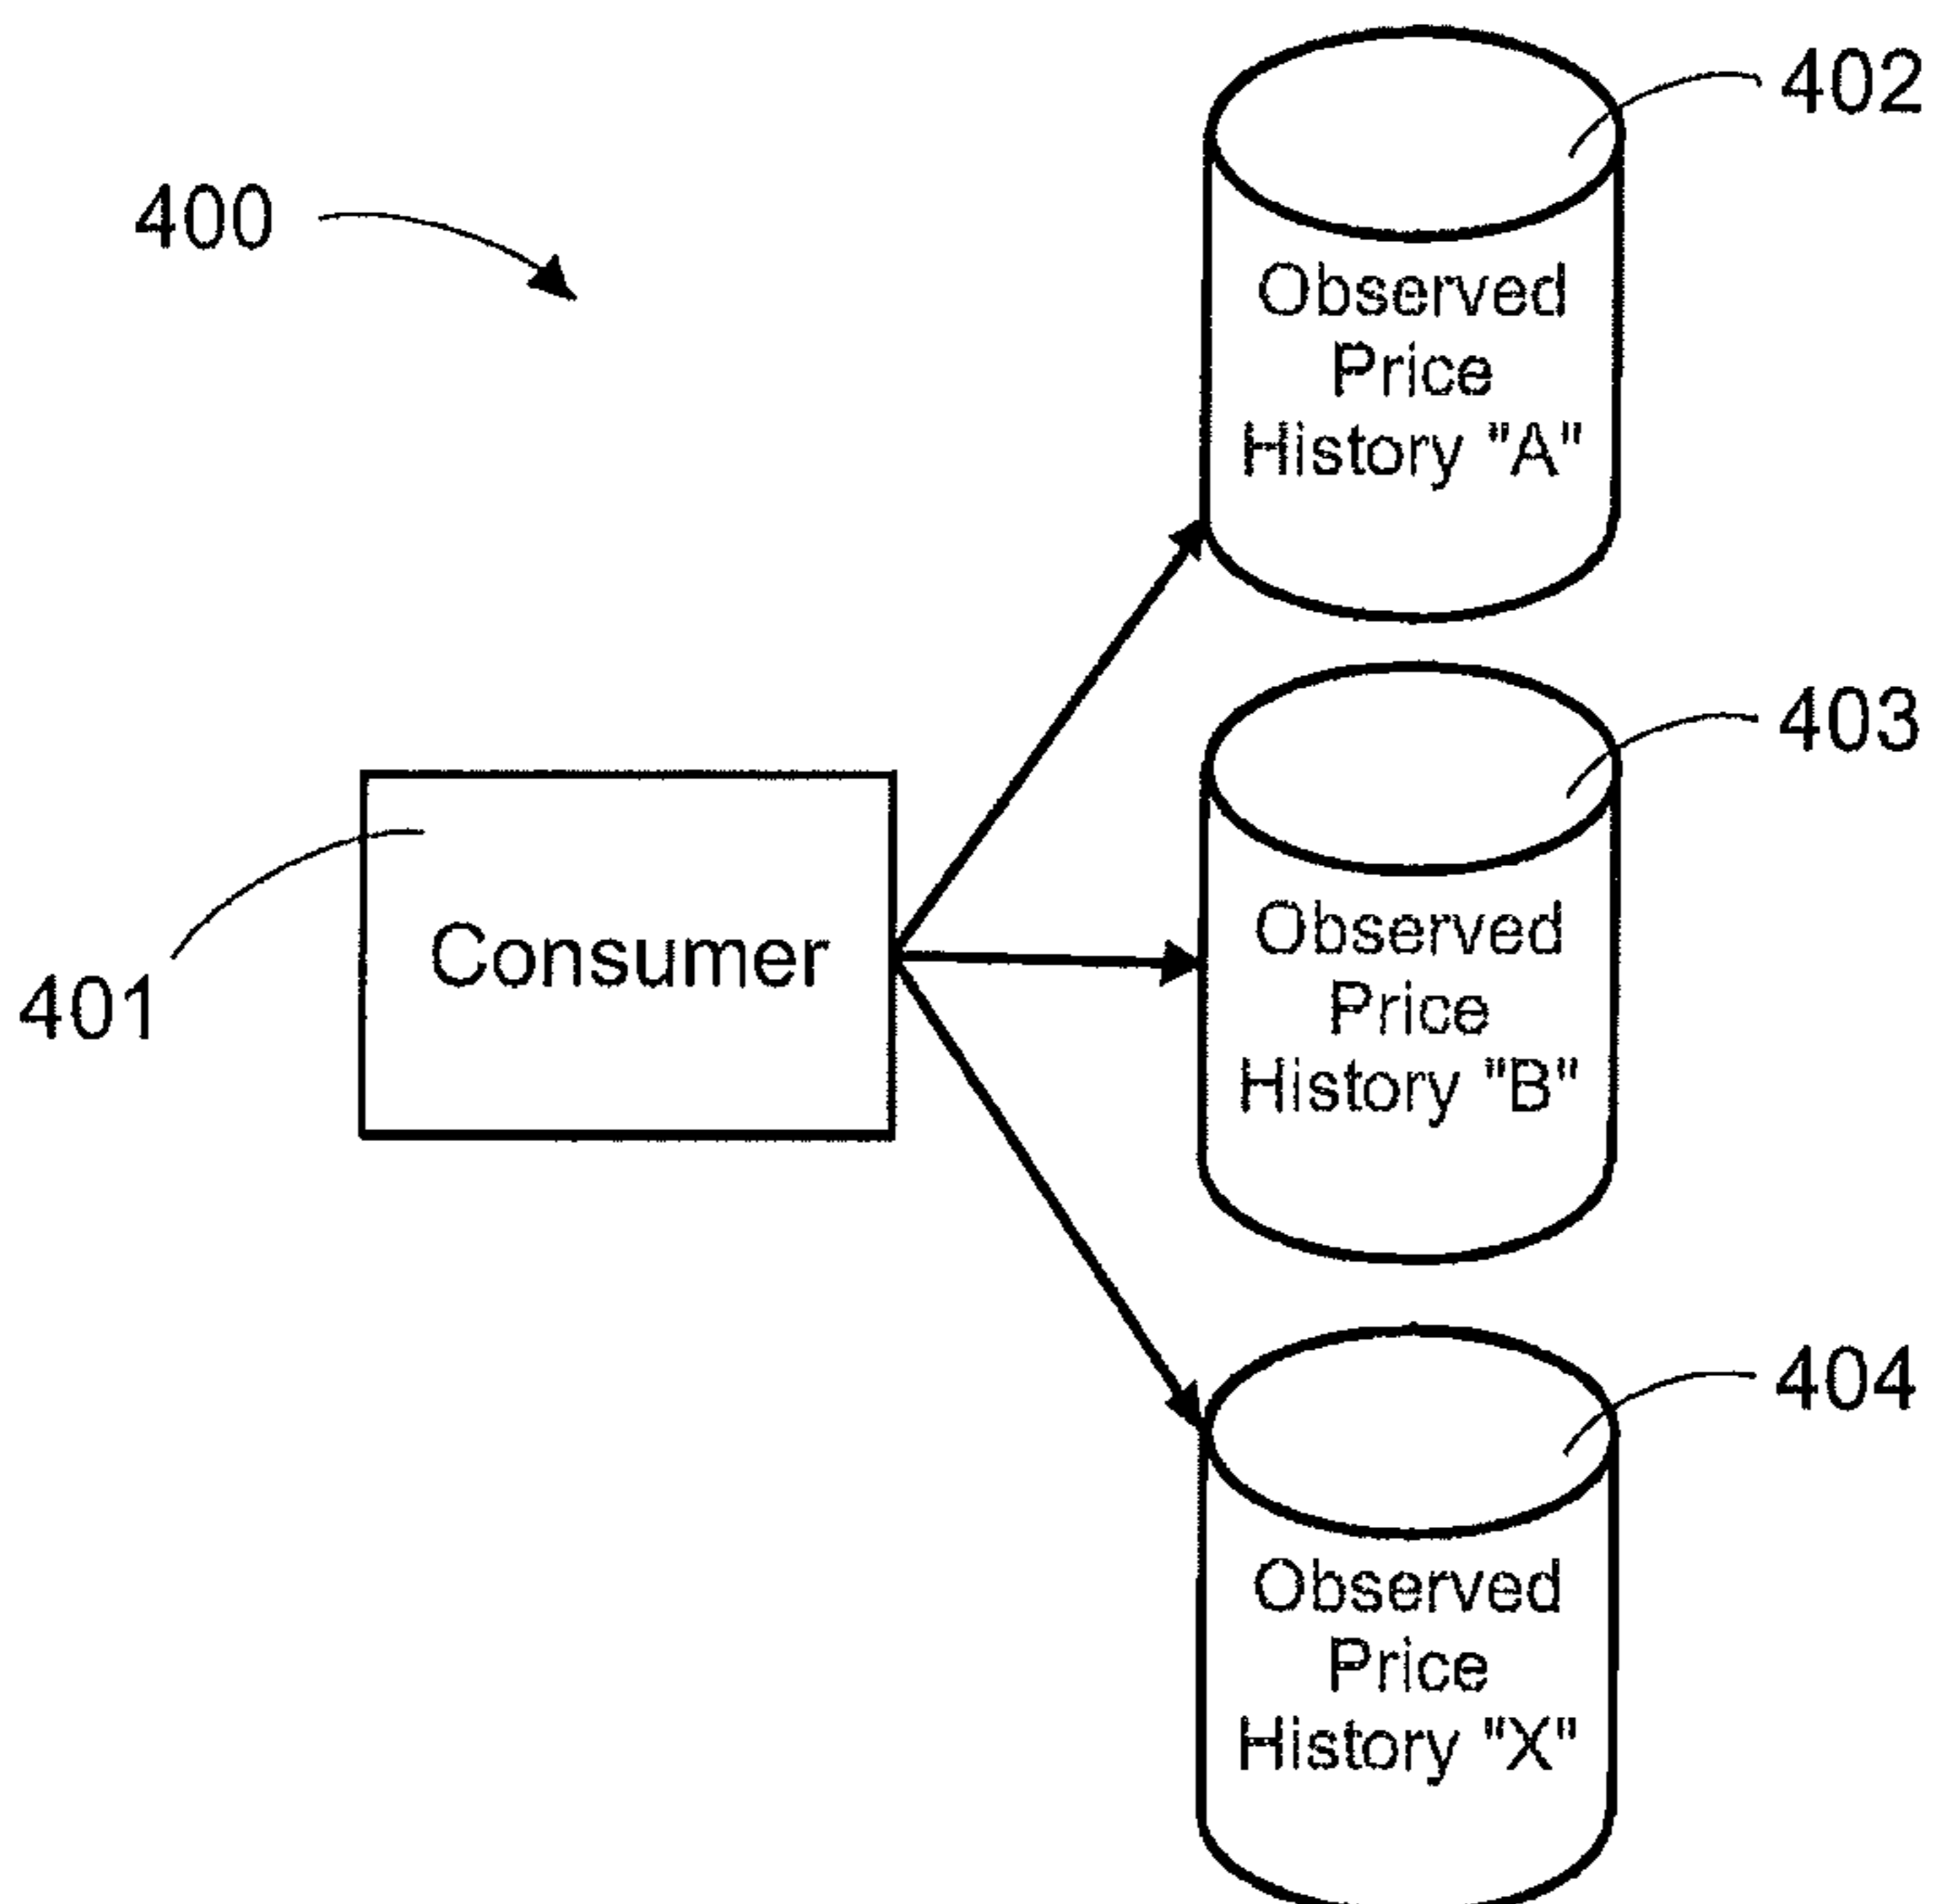 402
400
Observed
Price
History "A"
403
401
Consumer
Observed
Price
History "B"
404
Observed
Price
History "X"